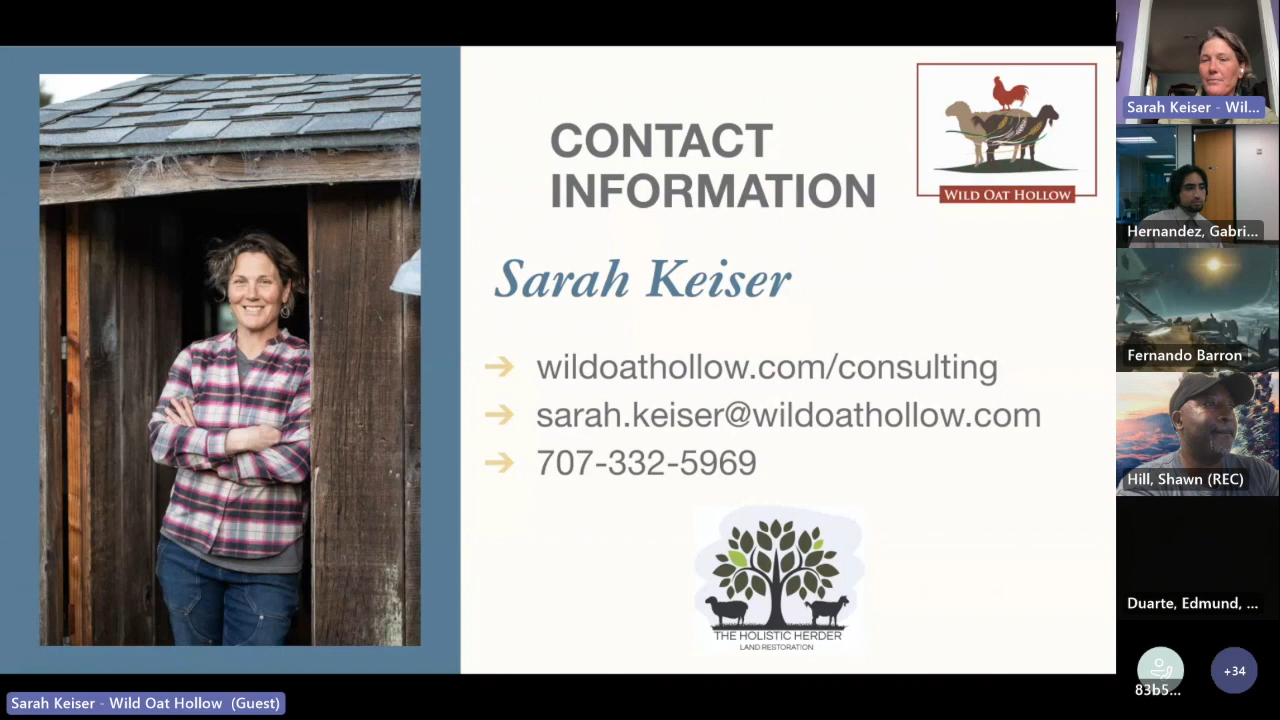 CONTACT
INFORMATION
WILD OAT HOLLOW
Sarah Keiser
→ wildoathollow.com/consulting
→ sarah.keiser@wildoathollow.com
→ 707-332-5969
THE HOLISTIC HERDER
LAND RESTORATION
Sarah Keiser - Wil...
Hernandez, Gabri...
Fernando Barron
Hill, Shawn (REC)
Duarte, Edmund, ...
83b5...
+34
Sarah Keiser - Wild Oat Hollow (Guest)